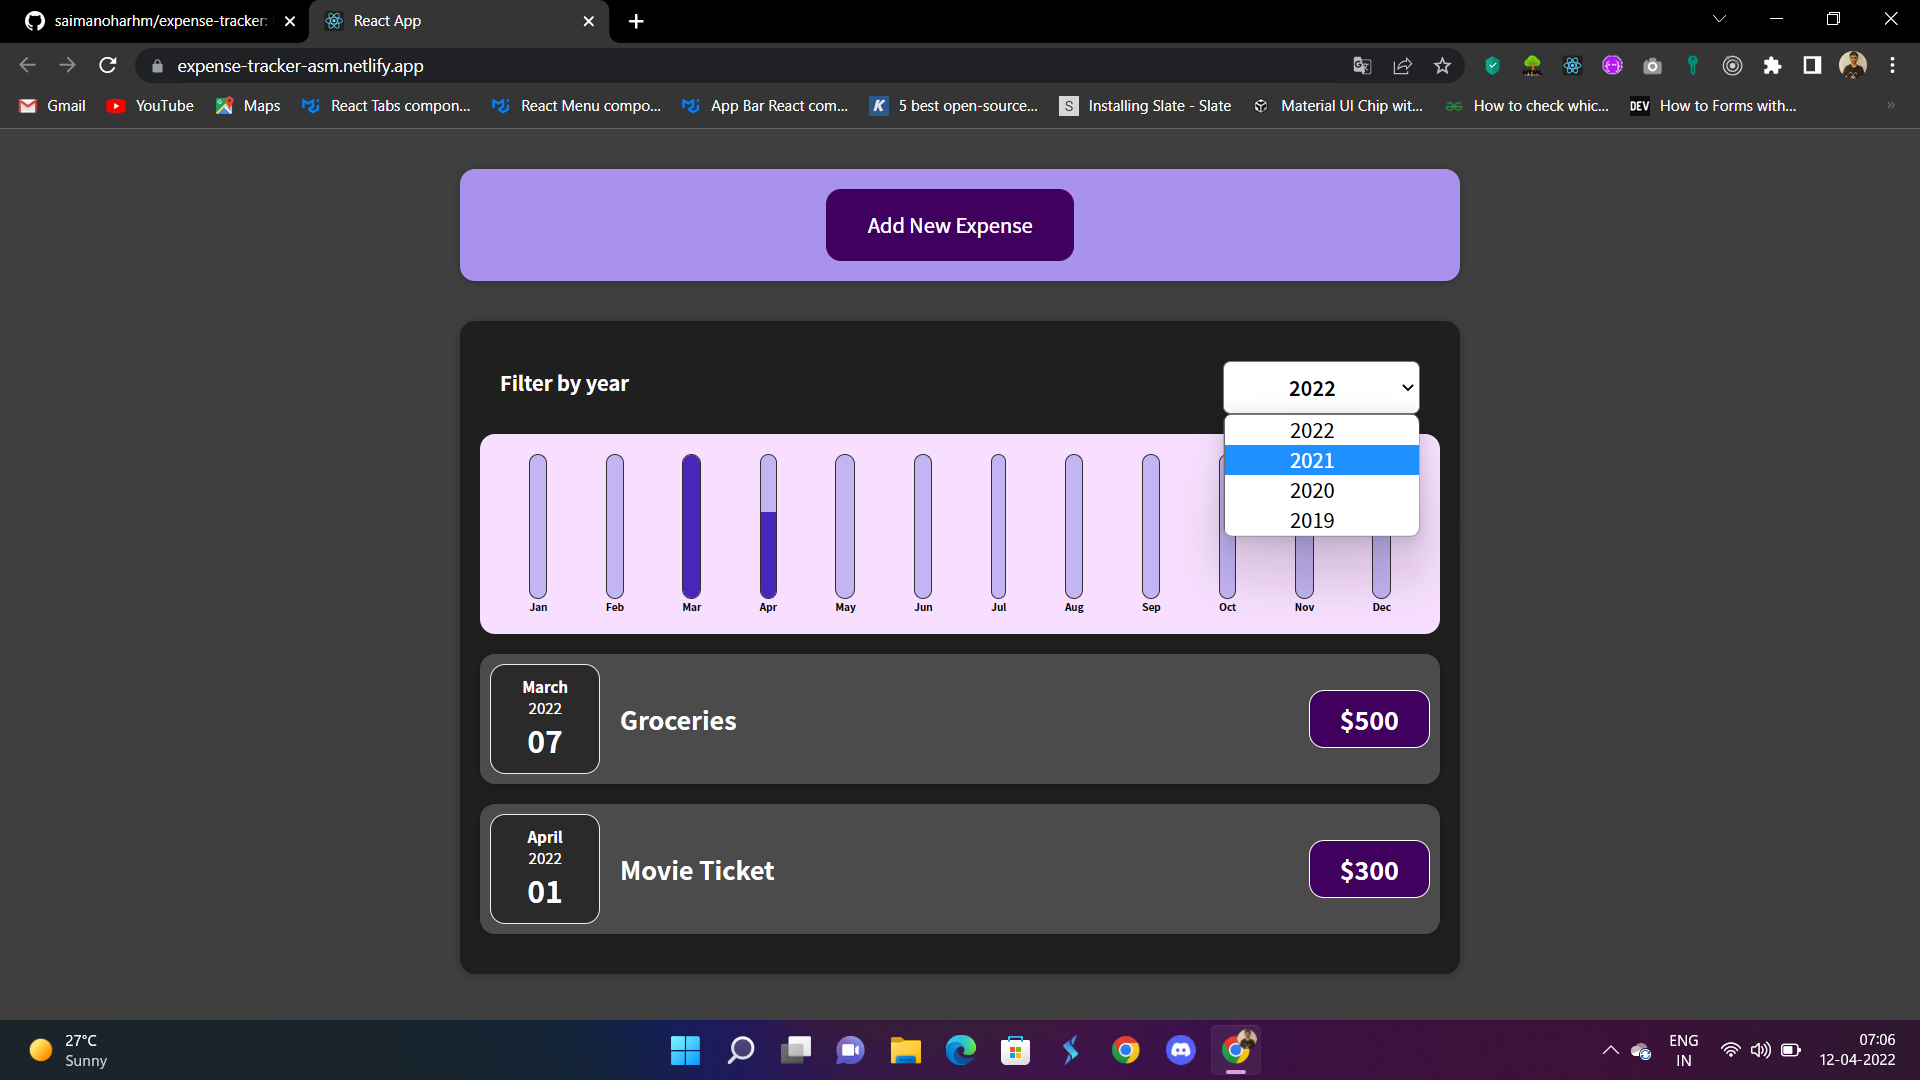 saimanoharhm/expense-tracker:
React App
expense-tracker-asm.netlify.app
Gmail
YouTube
Maps
React Tabs compon...
React Menu compo...
App Bar React com...
K
5 best open-source...
S
Installing Slate - Slate
Material UI Chip wit...
How to check whic...
DEV
How to Forms with...
Add New Expense
Filter by year
2022
2022
2021
2020
2019
Jan
Feb
Mar
Apr
May
Jun
Jul
Aug
Sep
Oct
Nov
Dec
March
2022
07
Groceries
$500
April
2022
01
Movie Ticket
$300
27°C
Sunny
ENG
IN
07:06
12-04-2022